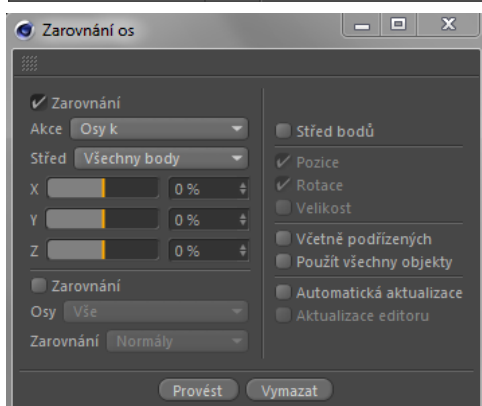 Zarovnání os
Zarovnání
Akce Osy k
Střed Všechny body
X 0 %
Y 0 %
Z 0 %
Zarovnání
Osy Vše
Zarovnání Normály
Střed bodů
Pozice
Rotace
Velikost
Včetně podřízených
Použít všechny objekty
Automatická aktualizace
Aktualizace editoru
Provést Vymazat